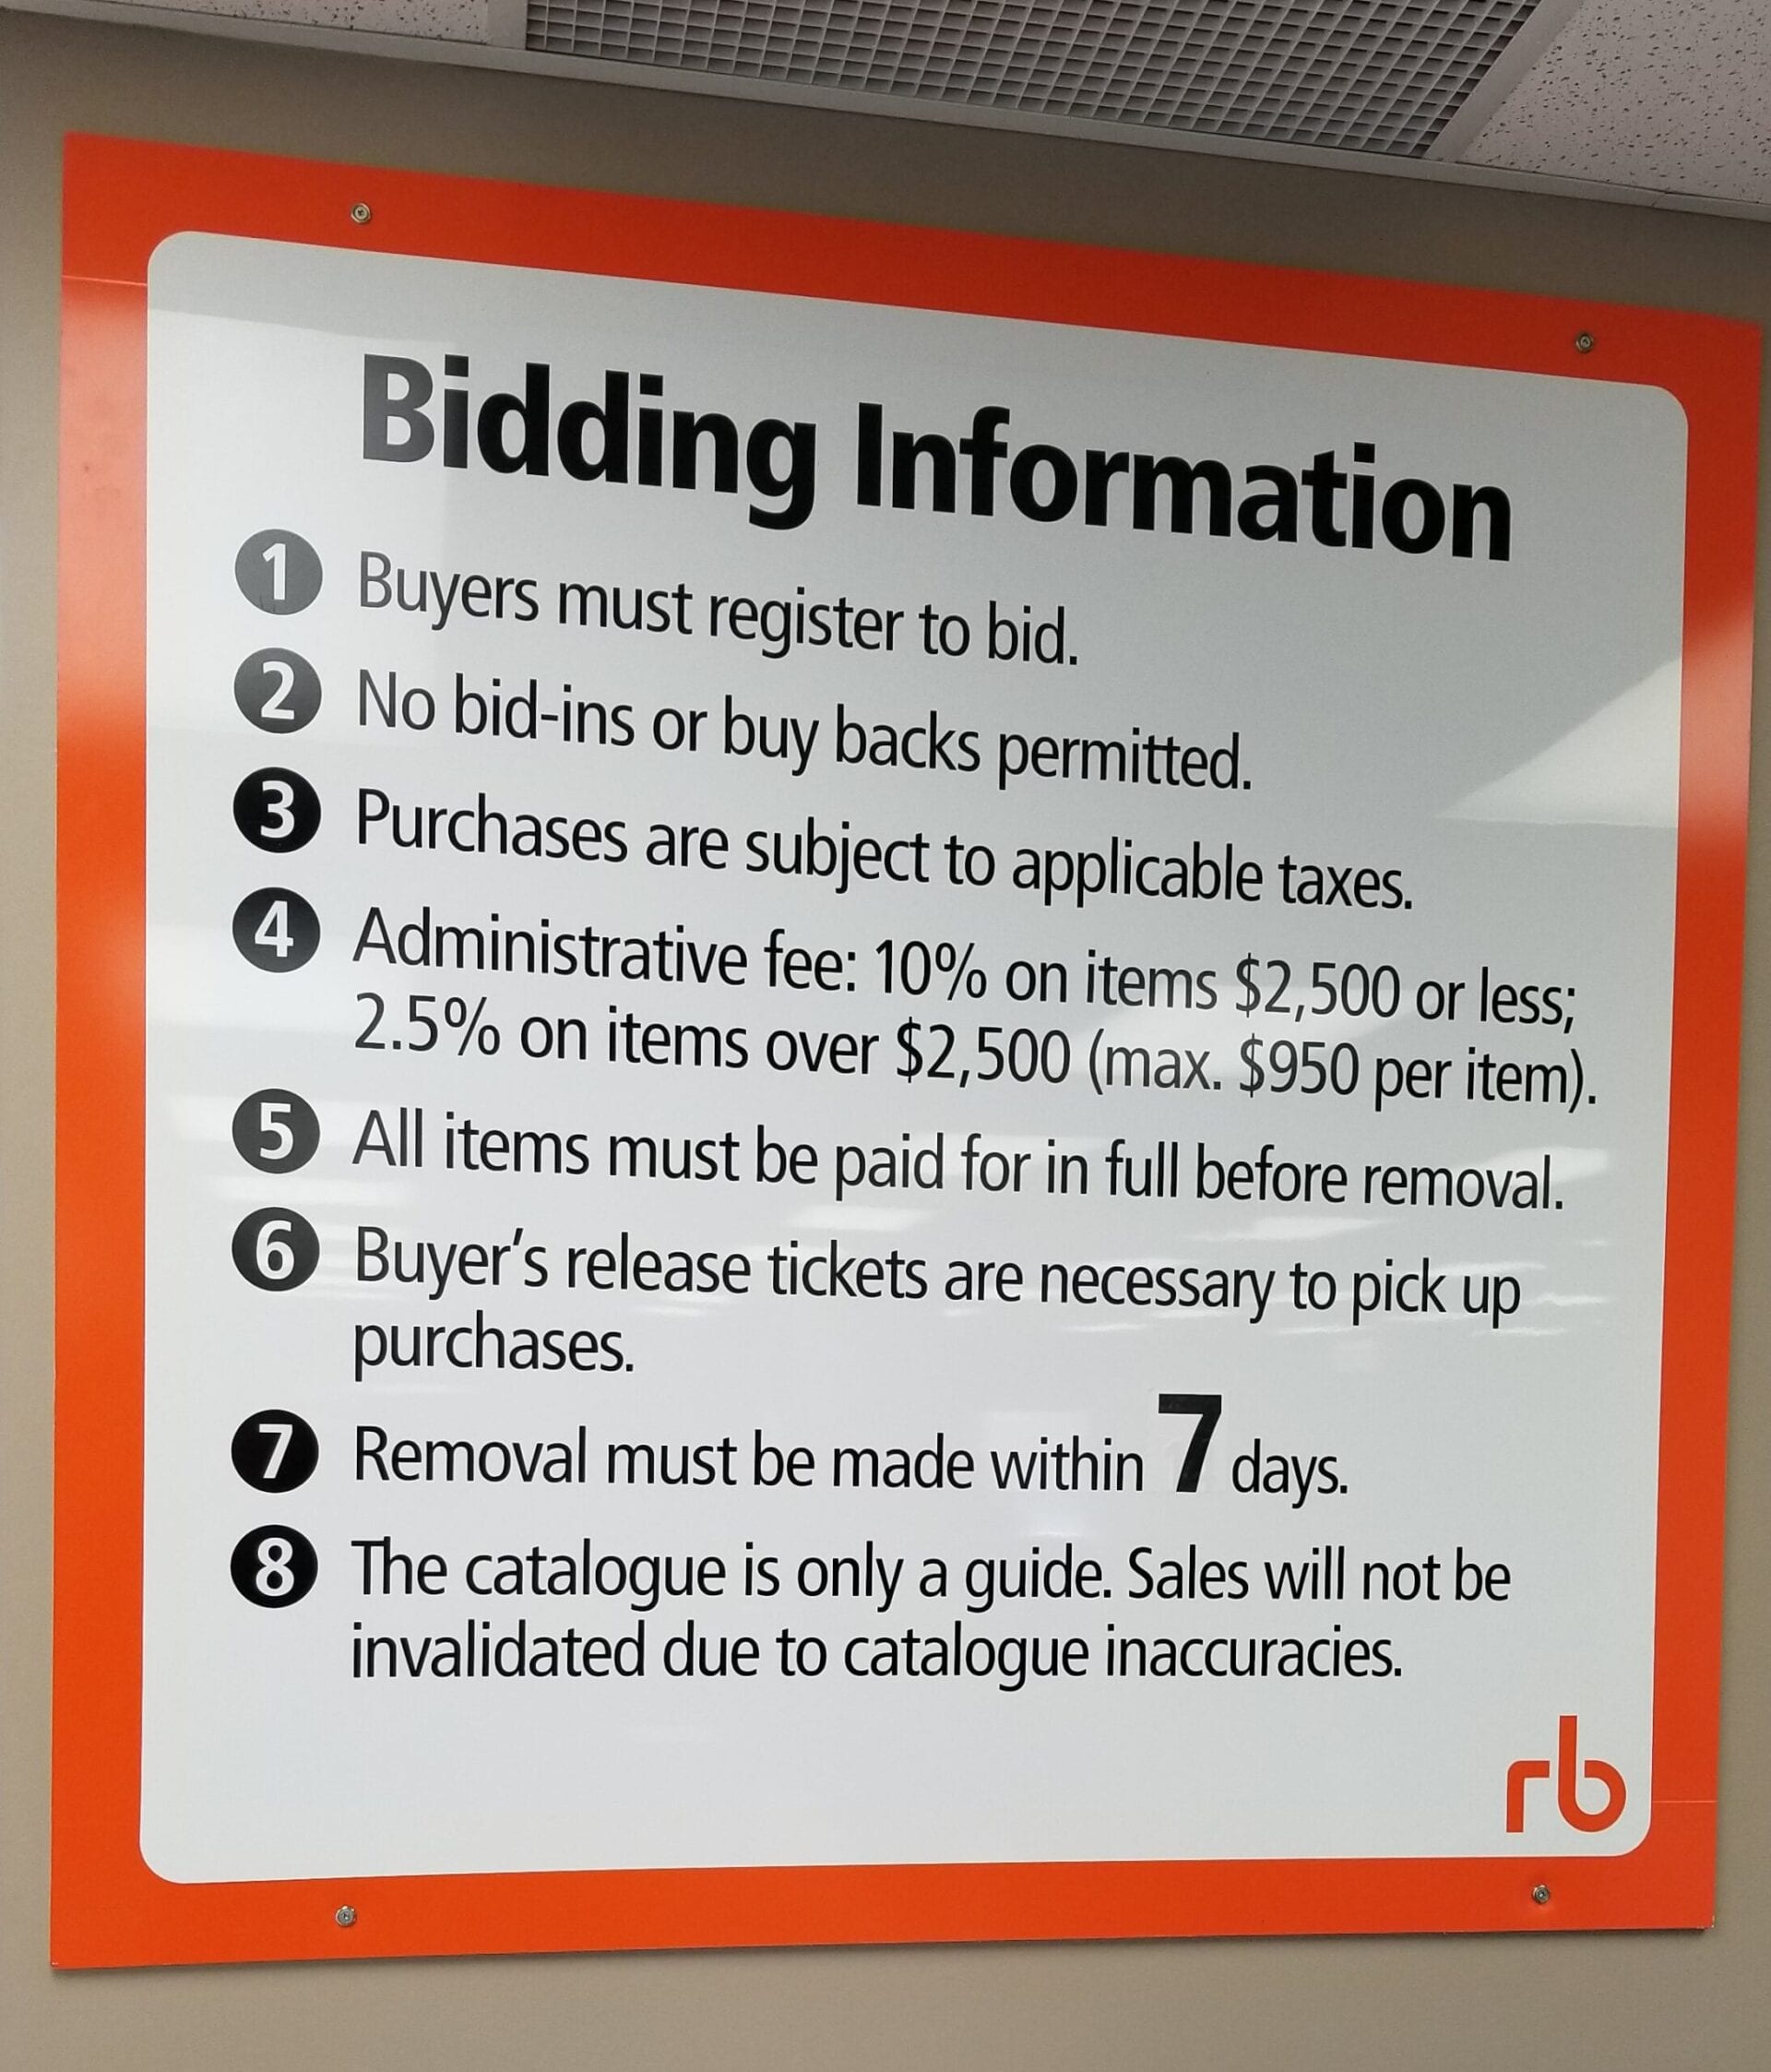 Bidding Information
1 Buyers must register to bid.
2 No bid-ins or buy backs permitted.
3 Purchases are subject to applicable taxes.
4 Administrative fee: 10% on items $2,500 or less;
2.5% on items over $2,500 (max. $950 per item).
5 All items must be paid for in full before removal.
6 Buyer's release tickets are necessary to pick up
purchases.
7 Removal must be made within 7 days.
8 The catalogue is only a guide. Sales will not be
invalidated due to catalogue inaccuracies.
rb